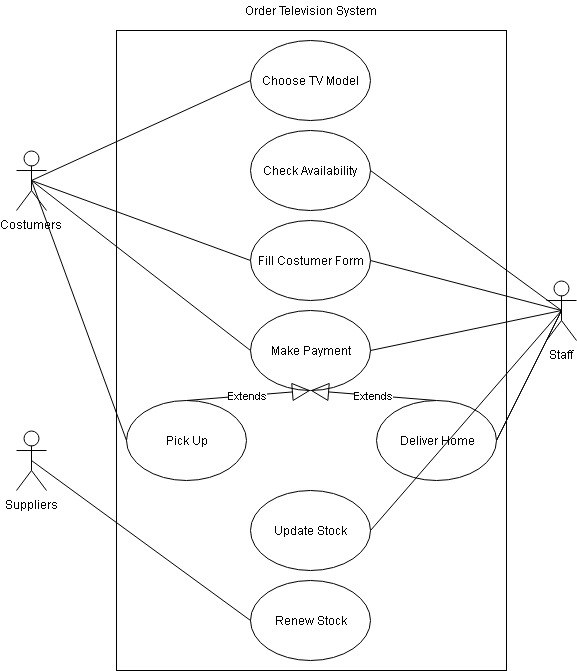 Order Television System
Choose TV Model
Check Availability
Costumers
Fill Costumer Form
Make Payment
Staff
Extends
Extends
Pick Up
Deliver Home
Suppliers
Update Stock
Renew Stock